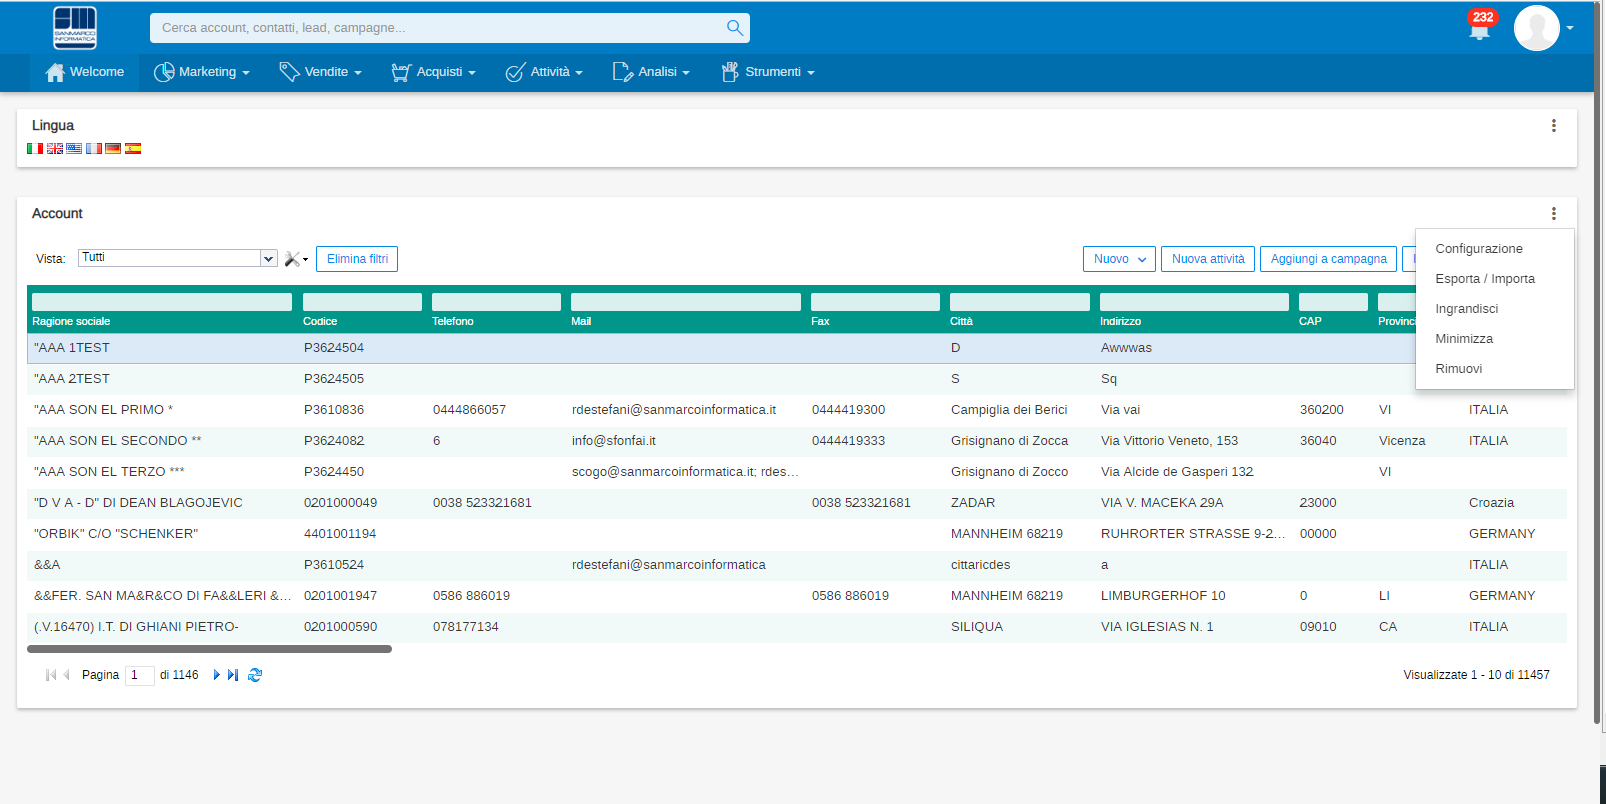 SANMARCO
INFORMATICA
Cerca account, contatti, lead, campagne...
232
Welcome Marketing Vendite Acquisti Attività Analisi Strumenti
Lingua
Account
Vista: Tutti Elimina filtri Nuovo Nuova attività Aggiungi a campagna
Configurazione
Esporta / Importa
Ingrandisci
Minimizza
Rimuovi
Ragione sociale Codice Telefono Mail Fax Città Indirizzo CAP Provinci
"AAA 1TEST P3624504 D Awwwas
"AAA 2TEST P3624505 S Sq
"AAA SON EL PRIMO * P3610836 0444866057 rdestefani@sanmarcoinformatica.it 0444419300 Campiglia dei Berici Via vai 360200 VI ITALIA
"AAA SON EL SECONDO ** P3624082 6 info@sfonfai.it 0444419333 Grisignano di Zocca Via Vittorio Veneto, 153 36040 Vicenza ITALIA
"AAA SON EL TERZO *** P3624450 scogo@sanmarcoinformatica.it; rdes... Grisignano di Zocco Via Alcide de Gasperi 132 VI
"D V A - D" DI DEAN BLAGOJEVIC 0201000049 0038 523321681 0038 523321681 ZADAR VIA V. MACEKA 29A 23000 Croazia
"ORBIK" C/O "SCHENKER" 4401001194 MANNHEIM 68219 RUHRORTER STRASSE 9-2... 00000 GERMANY
&&A P3610524 rdestefani@sanmarcoinformatica cittaricdes a ITALIA
&&FER. SAN MA&R&CO DI FA&&LERI &... 0201001947 0586 886019 0586 886019 MANNHEIM 68219 LIMBURGERHOF 10 0 LI GERMANY
(.V.16470) I.T. DI GHIANI PIETRO- 0201000590 078177134 SILIQUA VIA IGLESIAS N. 1 09010 CA ITALIA
Pagina 1 di 1146 Visualizzate 1 - 10 di 11457